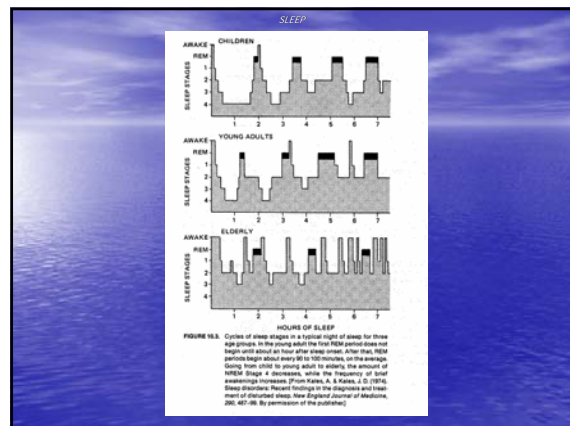 SLEEP
CHILDREN
AWAKE
REM
1
2
3
4
SLEEP STAGES
1 2 3 4 5 6 7
YOUNG ADULTS
AWAKE
REM
1
2
3
4
SLEEP STAGES
1 2 3 4 5 6 7
ELDERLY
AWAKE
REM
1
2
3
4
SLEEP STAGES
1 2 3 4 5 6 7
HOURS OF SLEEP
FIGURE 10.3. Cycles of sleep stages in a typical night of sleep for three
age groups. In the young adult the first REM period does not
begin until about an hour after sleep onset. After that, REM
periods begin about every 90 to 100 minutes, on the average.
Going from child to young adult to elderly, the amount of
NREM Stage 4 decreases, while the frequency of brief
awakenings increases. [From Kales, A. & Kales, J. D. (1974).
Sleep disorders: Recent findings in the diagnosis and treat-
ment of disturbed sleep. New England Journal of Medicine,
290, 487–99. By permission of the publisher.]